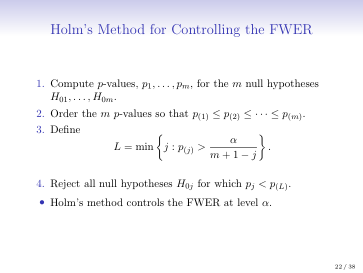 Holm's Method for Controlling the FWER
1. Compute p-values, p₁, . . . , pₘ, for the m null hypotheses
H₀₁, . . . , H₀ₘ.
2. Order the m p-values so that p₍₁₎ ≤ p₍₂₎ ≤ · · · ≤ p₍ₘ₎.
3. Define
L = min { j : p₍ⱼ₎ > α / (m + 1 − j) } .
4. Reject all null hypotheses H₀ⱼ for which pⱼ < p_(L).
• Holm's method controls the FWER at level α.
22 / 38